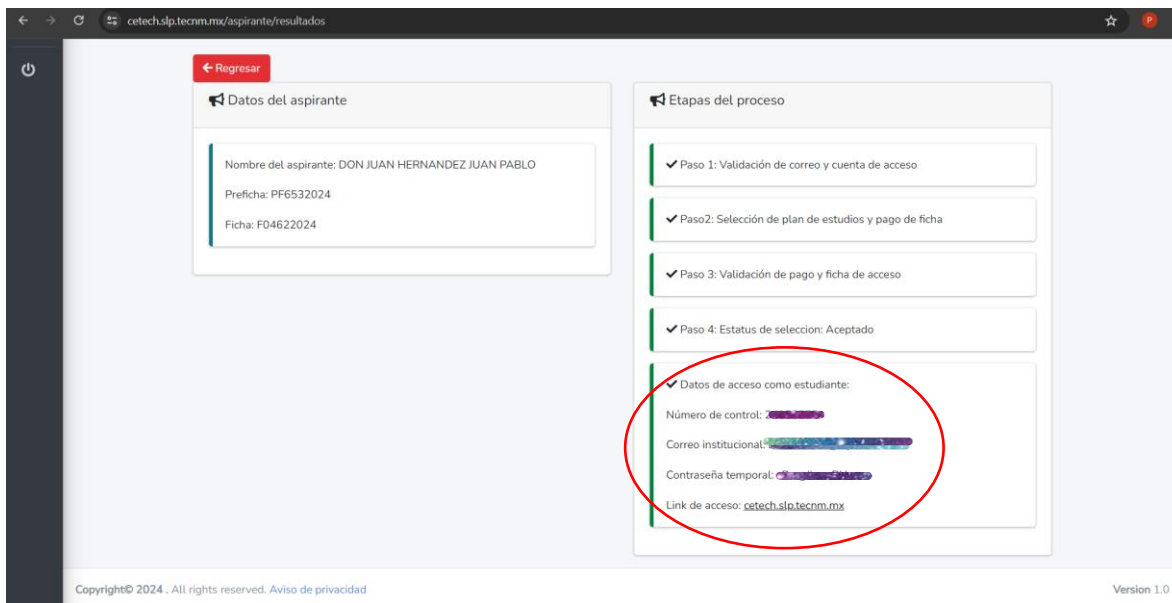 cetech.slp.tecnm.mx/aspirante/resultados
P
Regresar
Datos del aspirante
Nombre del aspirante: DON JUAN HERNANDEZ JUAN PABLO
Preficha: PF6532024
Ficha: F04622024
Etapas del proceso
Paso 1: Validación de correo y cuenta de acceso
Paso2: Selección de plan de estudios y pago de ficha
Paso 3: Validación de pago y ficha de acceso
Paso 4: Estatus de seleccion: Aceptado
Datos de acceso como estudiante:
Número de control:
Correo institucional:
Contraseña temporal:
Link de acceso: cetech.slp.tecnm.mx
Copyright© 2024 . All rights reserved. Aviso de privacidad
Version 1.0